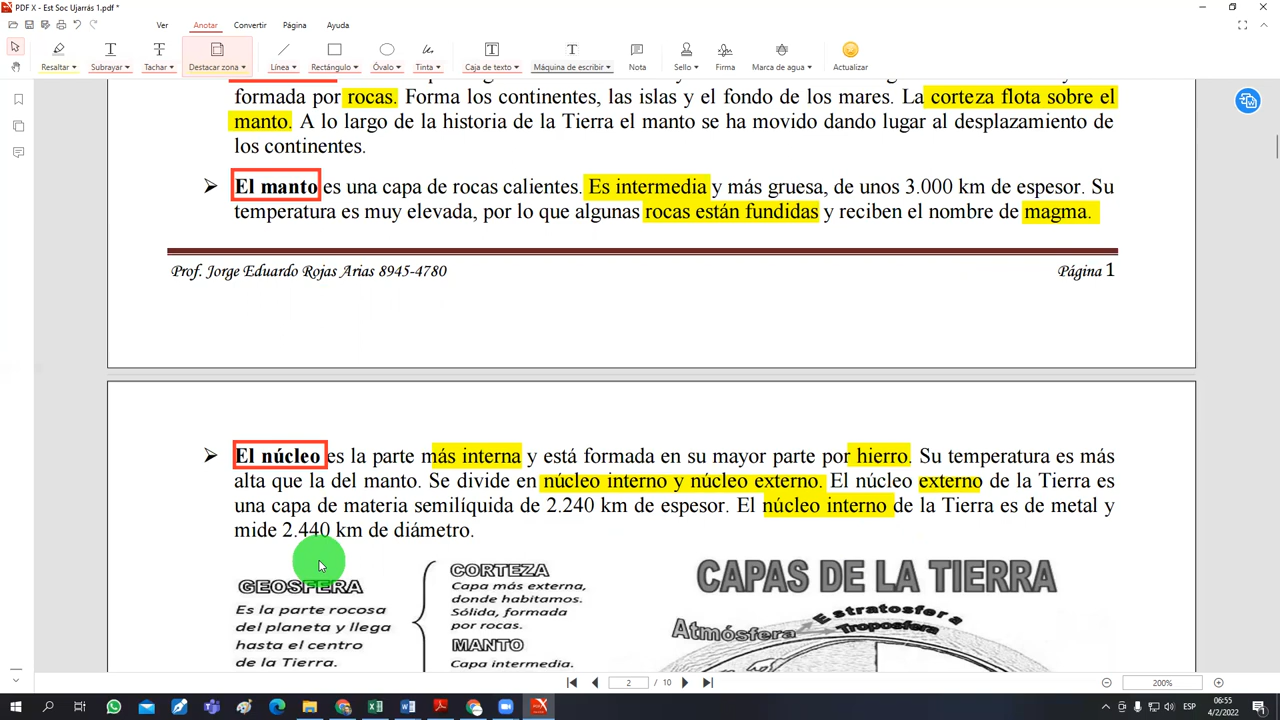 PDF X - Est Soc Ujarrás 1.pdf *
Ver Anotar Convertir Página Ayuda
Resaltar Subrayar Tachar Destacar zona Línea Rectángulo Óvalo Tinta Caja de texto Máquina de escribir Nota Sello Firma Marca de agua Actualizar
formada por rocas. Forma los continentes, las islas y el fondo de los mares. La corteza flota sobre el
manto. A lo largo de la historia de la Tierra el manto se ha movido dando lugar al desplazamiento de
los continentes.
El manto es una capa de rocas calientes. Es intermedia y más gruesa, de unos 3.000 km de espesor. Su
temperatura es muy elevada, por lo que algunas rocas están fundidas y reciben el nombre de magma.
Prof. Jorge Eduardo Rojas Arias 8945-4780 Página 1
El núcleo es la parte más interna y está formada en su mayor parte por hierro. Su temperatura es más
alta que la del manto. Se divide en núcleo interno y núcleo externo. El núcleo externo de la Tierra es
una capa de materia semilíquida de 2.240 km de espesor. El núcleo interno de la Tierra es de metal y
mide 2.440 km de diámetro.
GEOSFERA
Es la parte rocosa
del planeta y llega
hasta el centro
de la Tierra.
CORTEZA
Capa más externa,
donde habitamos.
Sólida, formada
por rocas.
MANTO
Capa intermedia.
CAPAS DE LA TIERRA
Atmósfera
Estratosfera
Troposfera
2 / 10
200%
ESP
06:55
4/2/2022